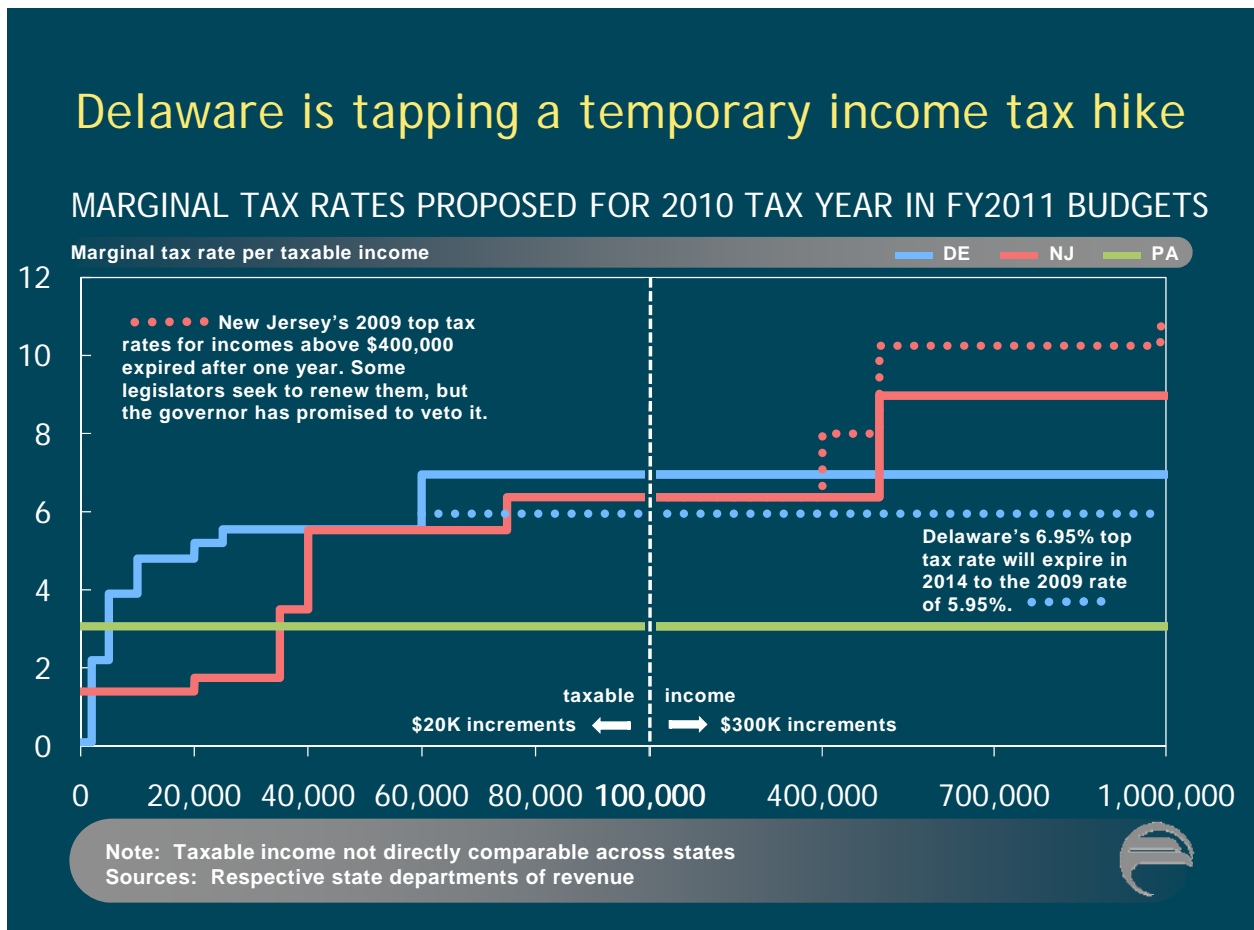 Delaware is tapping a temporary income tax hike
MARGINAL TAX RATES PROPOSED FOR 2010 TAX YEAR IN FY2011 BUDGETS
Marginal tax rate per taxable income
DE NJ PA
12
10
8
6
4
2
0
New Jersey's 2009 top tax
rates for incomes above $400,000
expired after one year. Some
legislators seek to renew them, but
the governor has promised to veto it.
Delaware's 6.95% top
tax rate will expire in
2014 to the 2009 rate
of 5.95%.
taxable income
$20K increments $300K increments
0 20,000 40,000 60,000 80,000 100,000 400,000 700,000 1,000,000
Note: Taxable income not directly comparable across states
Sources: Respective state departments of revenue